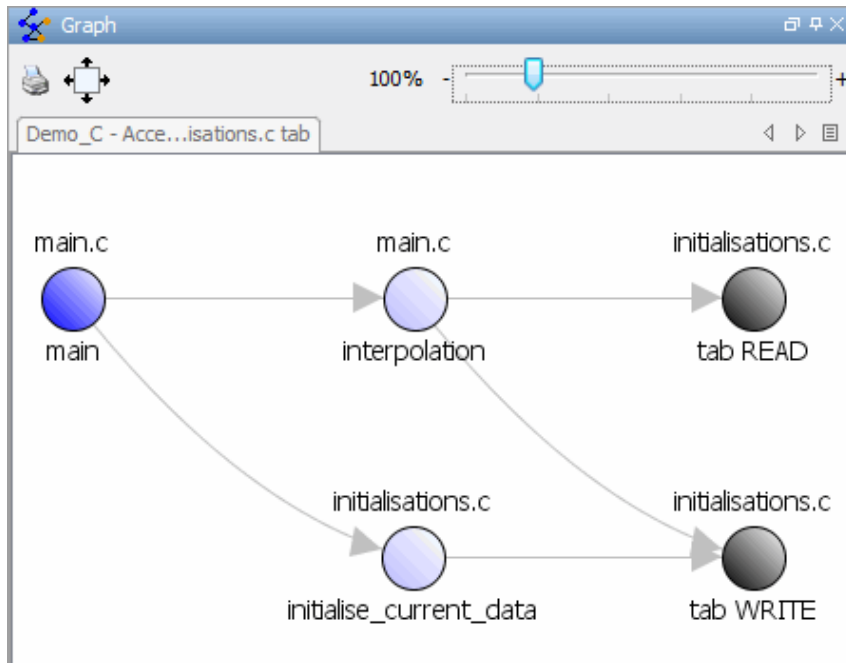 Graph
100% - +
Demo_C - Acce...isations.c tab
main.c main.c initialisations.c
main interpolation tab READ
initialisations.c initialisations.c
initialise_current_data tab WRITE